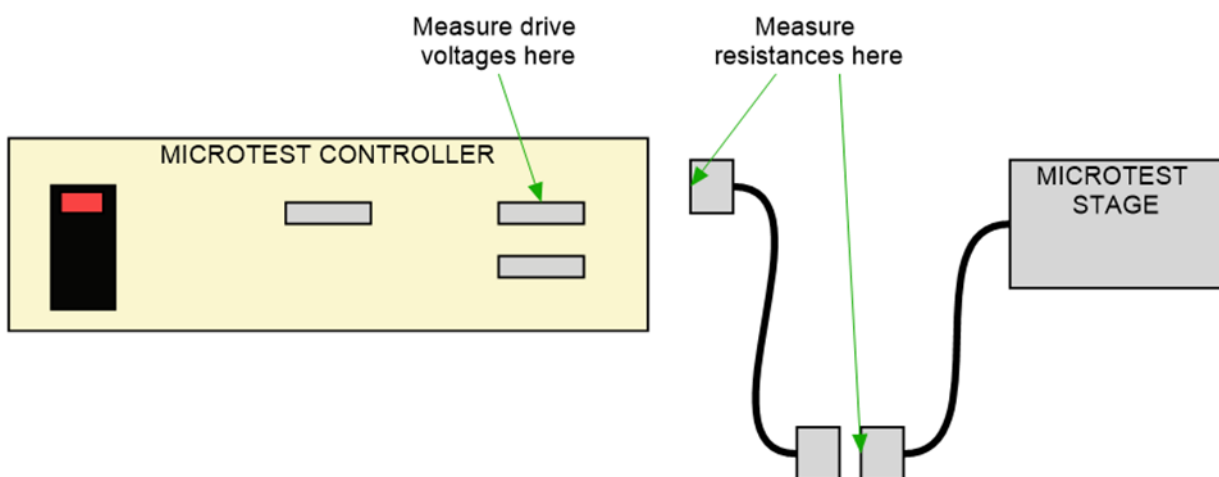 Measure drive
voltages here
Measure
resistances here
MICROTEST CONTROLLER
MICROTEST
STAGE